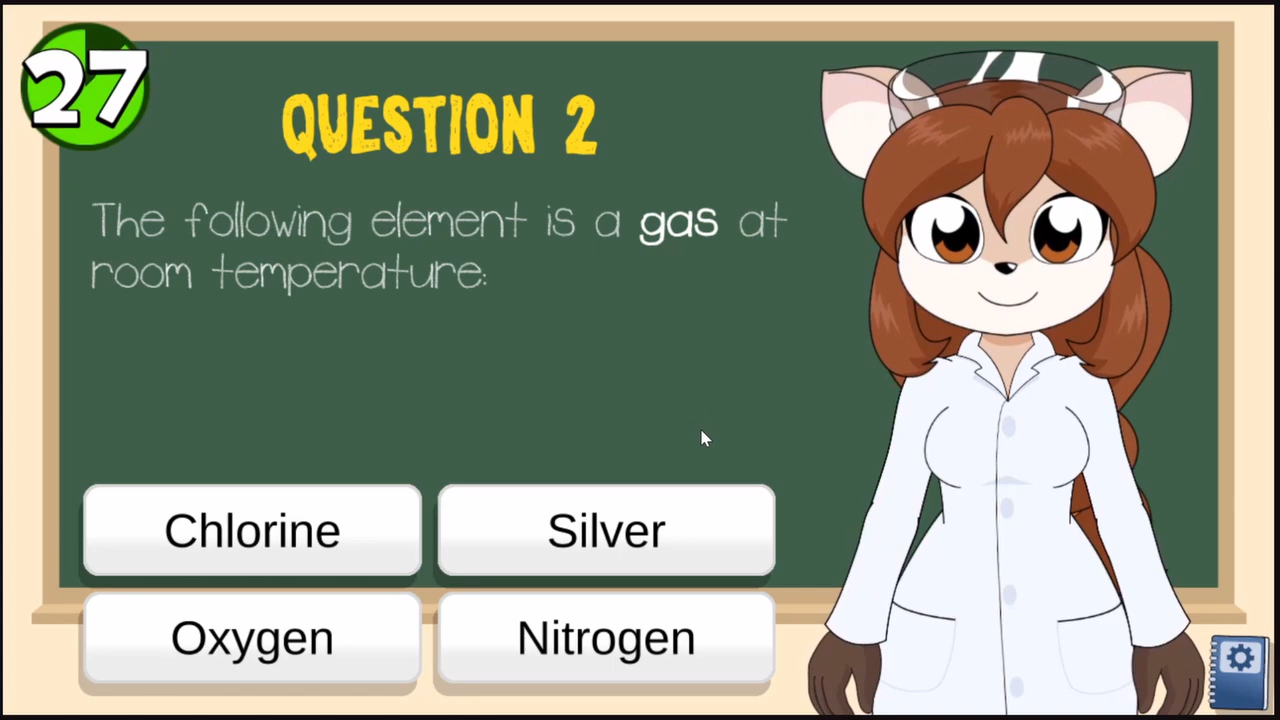 27
QUESTION 2
The following element is a gas at
room temperature:
Chlorine
Silver
Oxygen
Nitrogen